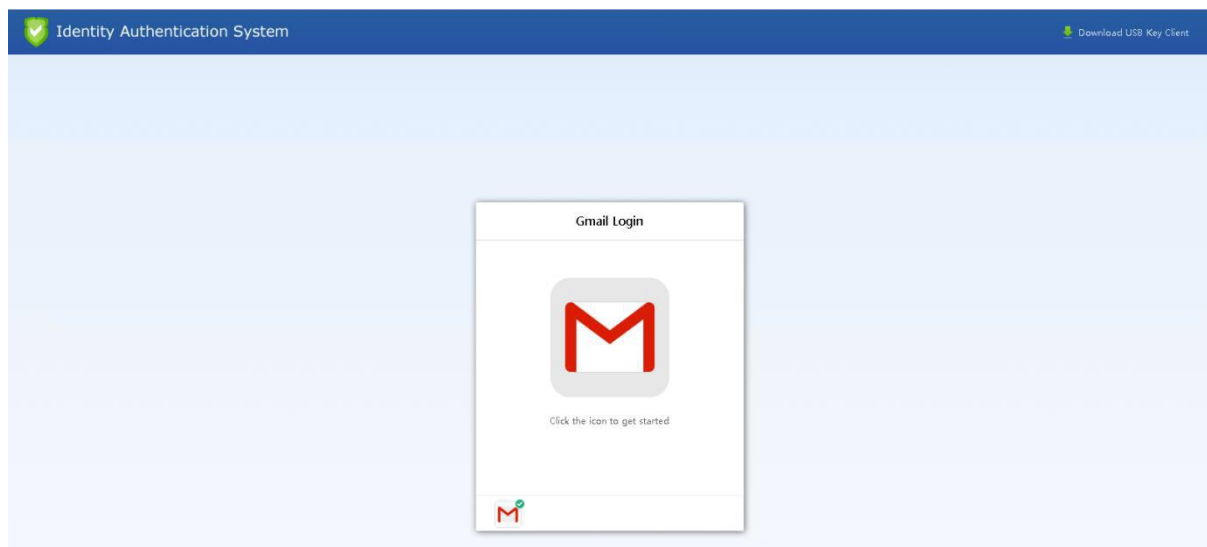 Identity Authentication System
Download USB Key Client
Gmail Login
Click the icon to get started